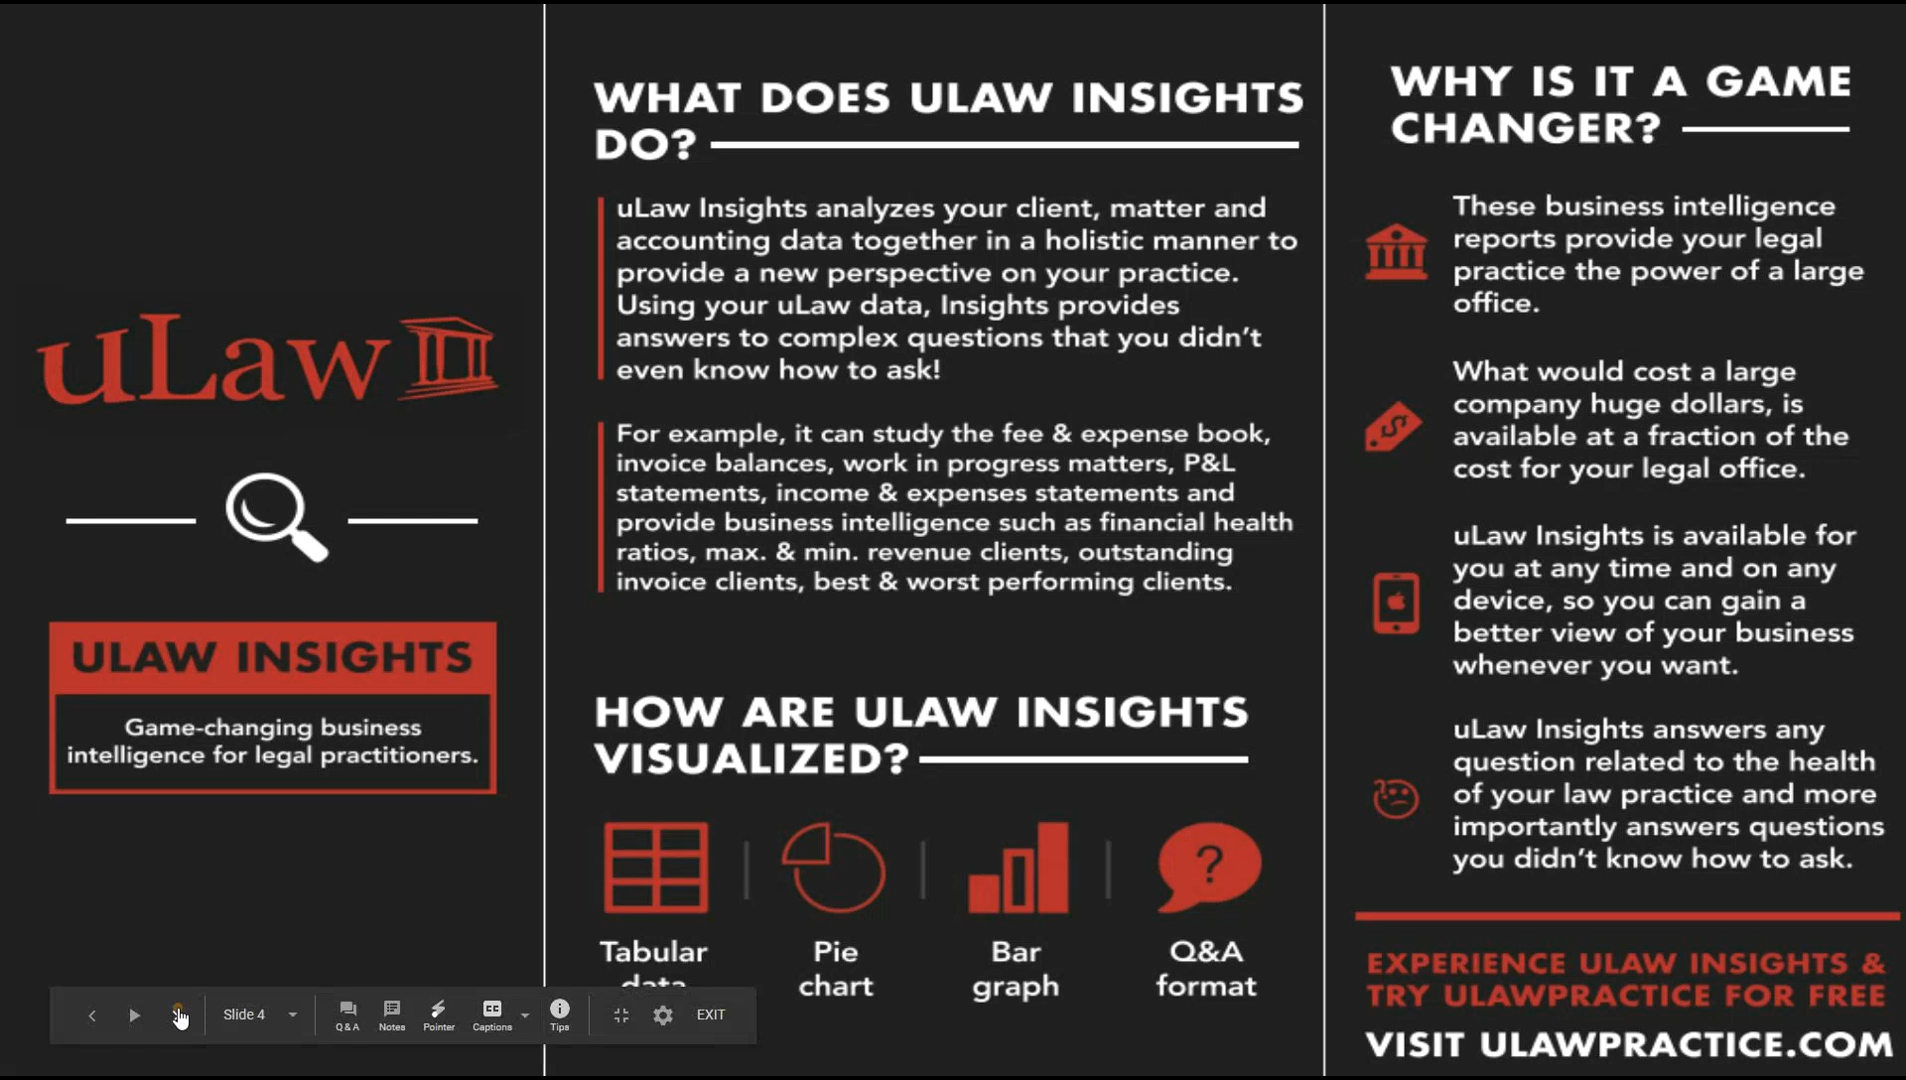 uLaw
ULAW INSIGHTS
Game-changing business
intelligence for legal practitioners.
WHAT DOES ULAW INSIGHTS
DO?
uLaw Insights analyzes your client, matter and
accounting data together in a holistic manner to
provide a new perspective on your practice.
Using your uLaw data, Insights provides
answers to complex questions that you didn't
even know how to ask!
For example, it can study the fee & expense book,
invoice balances, work in progress matters, P&L
statements, income & expenses statements and
provide business intelligence such as financial health
ratios, max. & min. revenue clients, outstanding
invoice clients, best & worst performing clients.
HOW ARE ULAW INSIGHTS
VISUALIZED?
?
Tabular
data
Pie
chart
Bar
graph
Q&A
format
WHY IS IT A GAME
CHANGER?
These business intelligence
reports provide your legal
practice the power of a large
office.
$
What would cost a large
company huge dollars, is
available at a fraction of the
cost for your legal office.
uLaw Insights is available for
you at any time and on any
device, so you can gain a
better view of your business
whenever you want.
uLaw Insights answers any
question related to the health
of your law practice and more
importantly answers questions
you didn't know how to ask.
EXPERIENCE ULAW INSIGHTS &
TRY ULAWPRACTICE FOR FREE
VISIT ULAWPRACTICE.COM
Slide 4
Q&A
Notes
Pointer
CC
Captions
Tips
EXIT